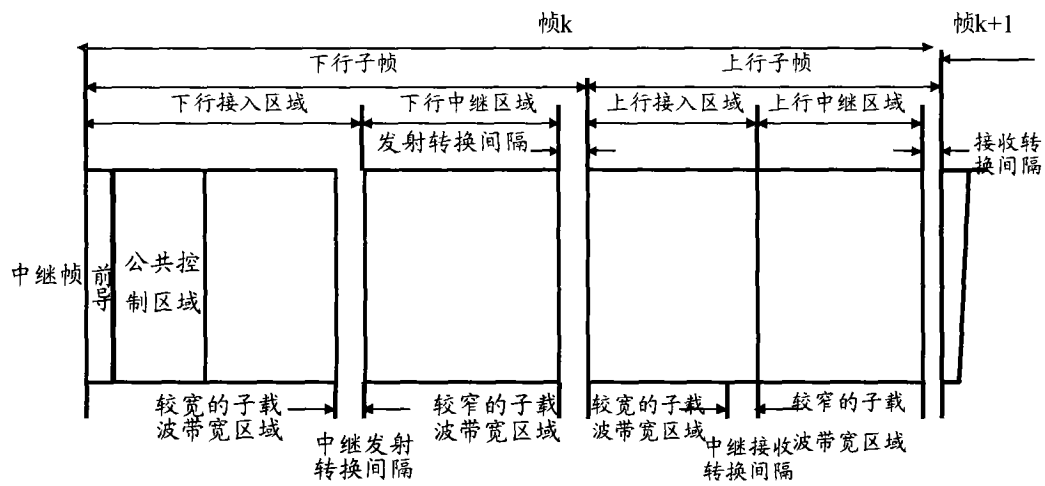 帧k
帧k+1
下行子帧
上行子帧
下行接入区域
下行中继区域
上行接入区域
上行中继区域
发射转换间隔
接收转
换间隔
中继帧
前导
公共控
制区域
较宽的子载
波带宽区域
中继发射
转换间隔
较窄的子载
波带宽区域
较宽的子载
波带宽区域
中继接收
转换间隔
较窄的子载
波带宽区域